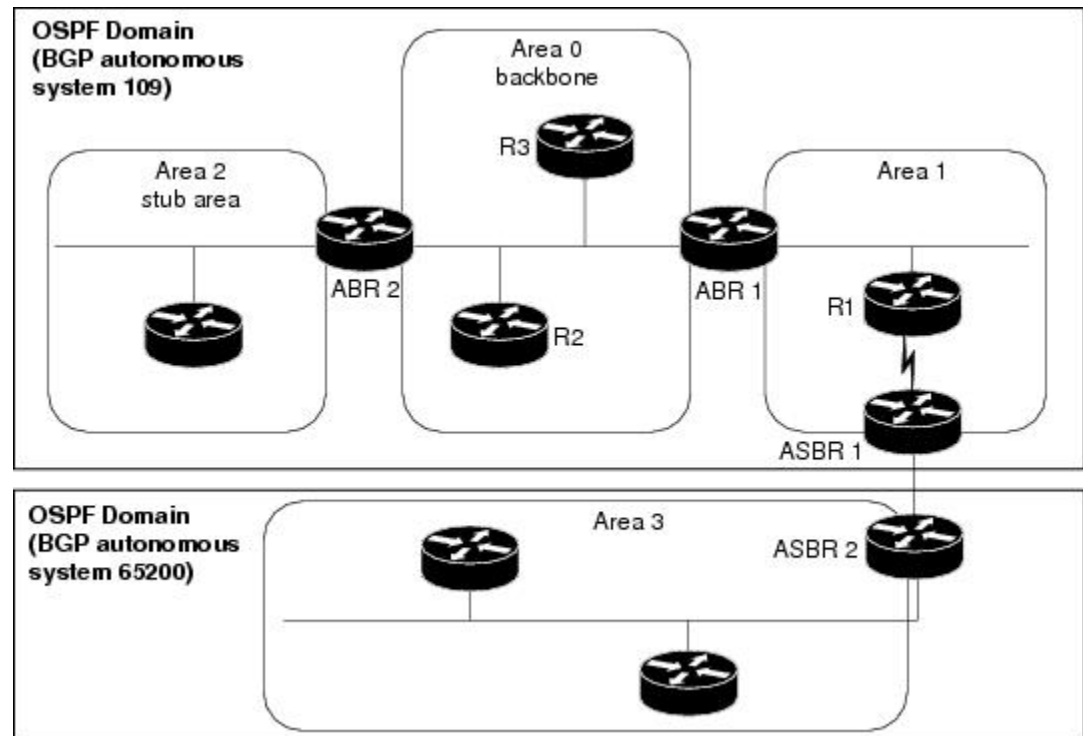 OSPF Domain
(BGP autonomous
system 109)
Area 0
backbone
R3
Area 2
stub area
Area 1
ABR 2
ABR 1
R1
R2
ASBR 1
OSPF Domain
(BGP autonomous
system 65200)
Area 3
ASBR 2